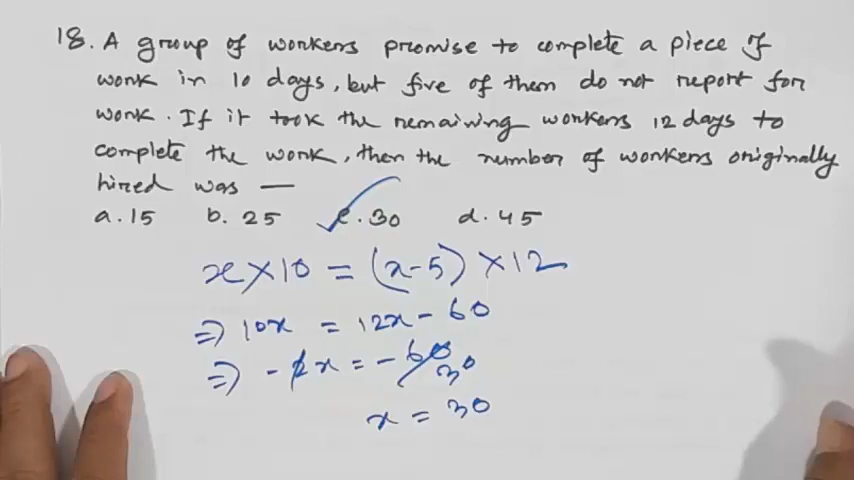 18. A group of workers promise to complete a piece of
work in 10 days, but five of them do not report for
work. If it took the remaining workers 12 days to
complete the work, then the number of workers originally
hired was —
a. 15 b. 25 c. 30 d. 45
x × 10 = (x - 5) × 12
⇒ 10x = 12x - 60
⇒ -2x = -60 30
x = 30